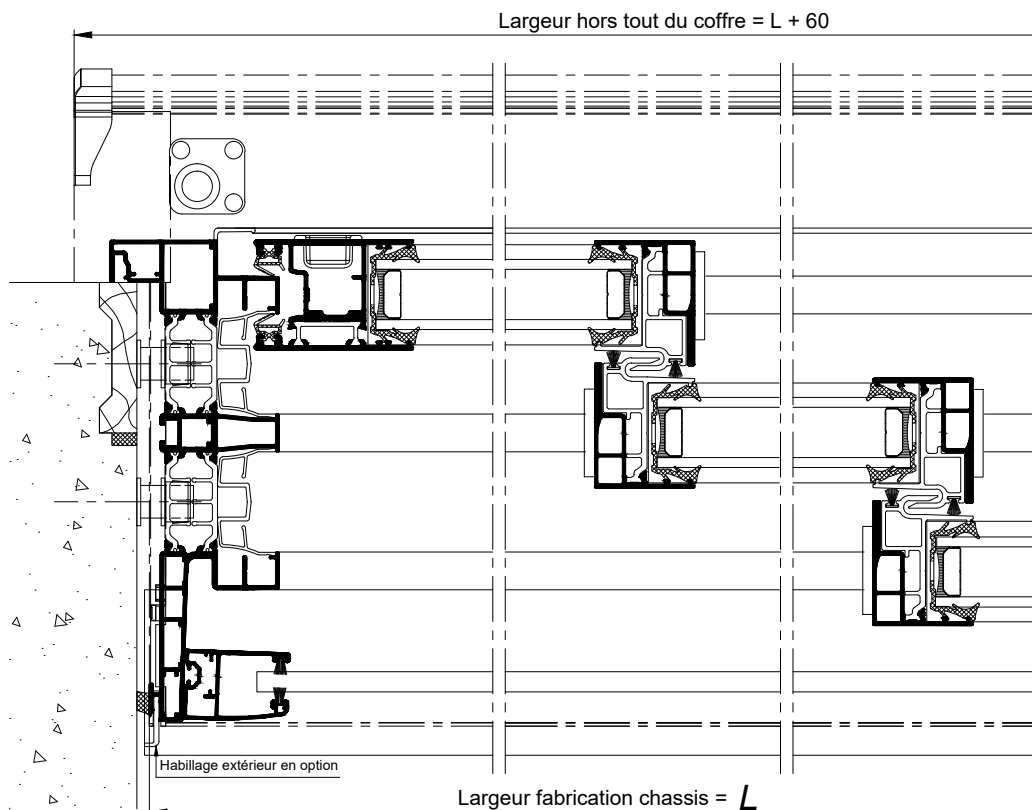 Largeur hors tout du coffre = L + 60
Habillage extérieur en option
Largeur fabrication chassis = L